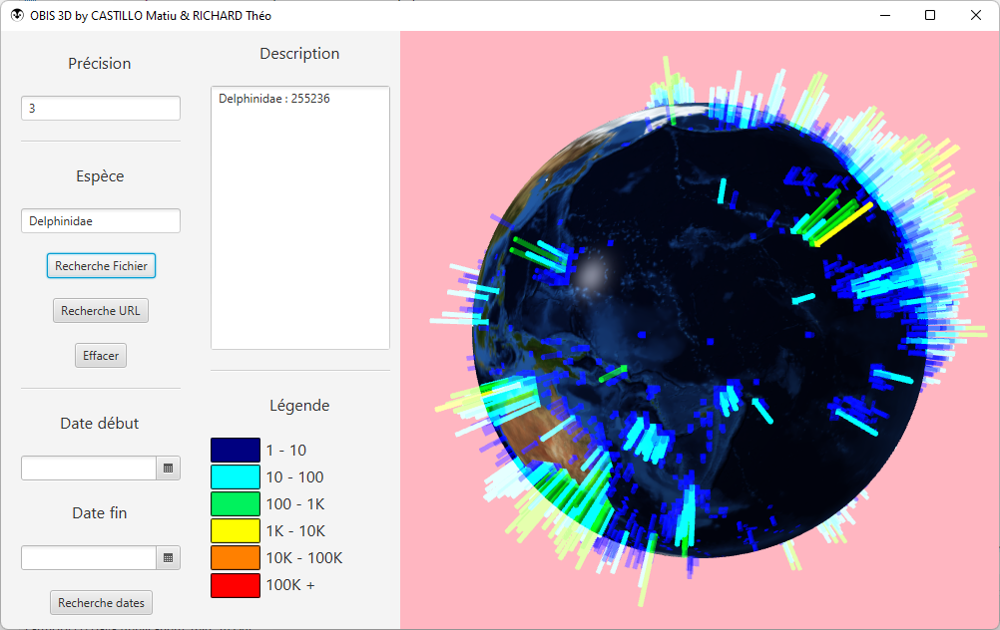 OBIS 3D by CASTILLO Matiu & RICHARD Théo
Précision
3
Espèce
Delphinidae
Recherche Fichier
Recherche URL
Effacer
Date début
Date fin
Recherche dates
Description
Delphinidae : 255236
Légende
1 - 10
10 - 100
100 - 1K
1K - 10K
10K - 100K
100K +